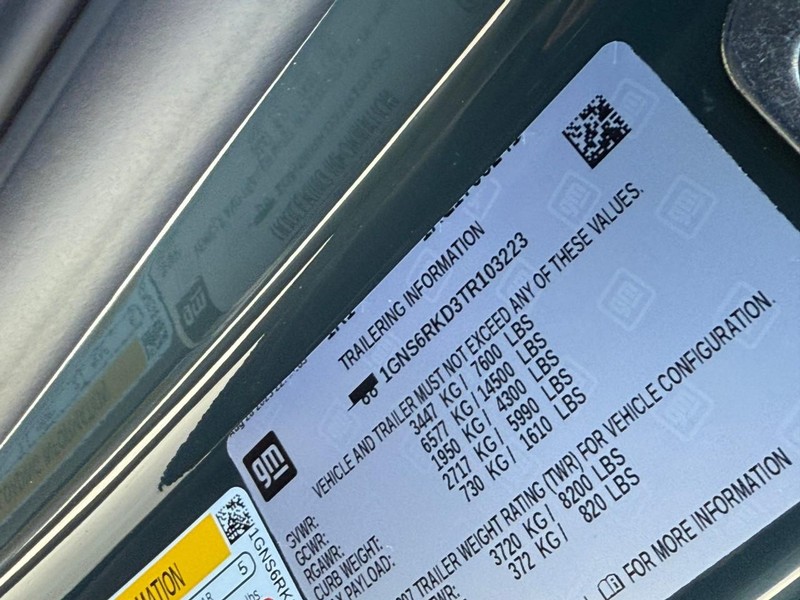 TRAILERING INFORMATION
1GNS6RKD3TR103223
VEHICLE AND TRAILER MUST NOT EXCEED ANY OF THESE VALUES.
GVWR: 3447 KG/ 7600 LBS
GCWR: 6577 KG/ 14500 LBS
RGAWR: 1950 KG/ 4300 LBS
CURB WEIGHT: 2717 KG/ 5990 LBS
PAYLOAD: 730 KG/ 1610 LBS
TRAILER WEIGHT RATING (TWR) FOR VEHICLE CONFIGURATION.
3720 KG/ 8200 LBS
372 KG/ 820 LBS
FOR MORE INFORMATION
gm
1GNS6RK
5
lbs